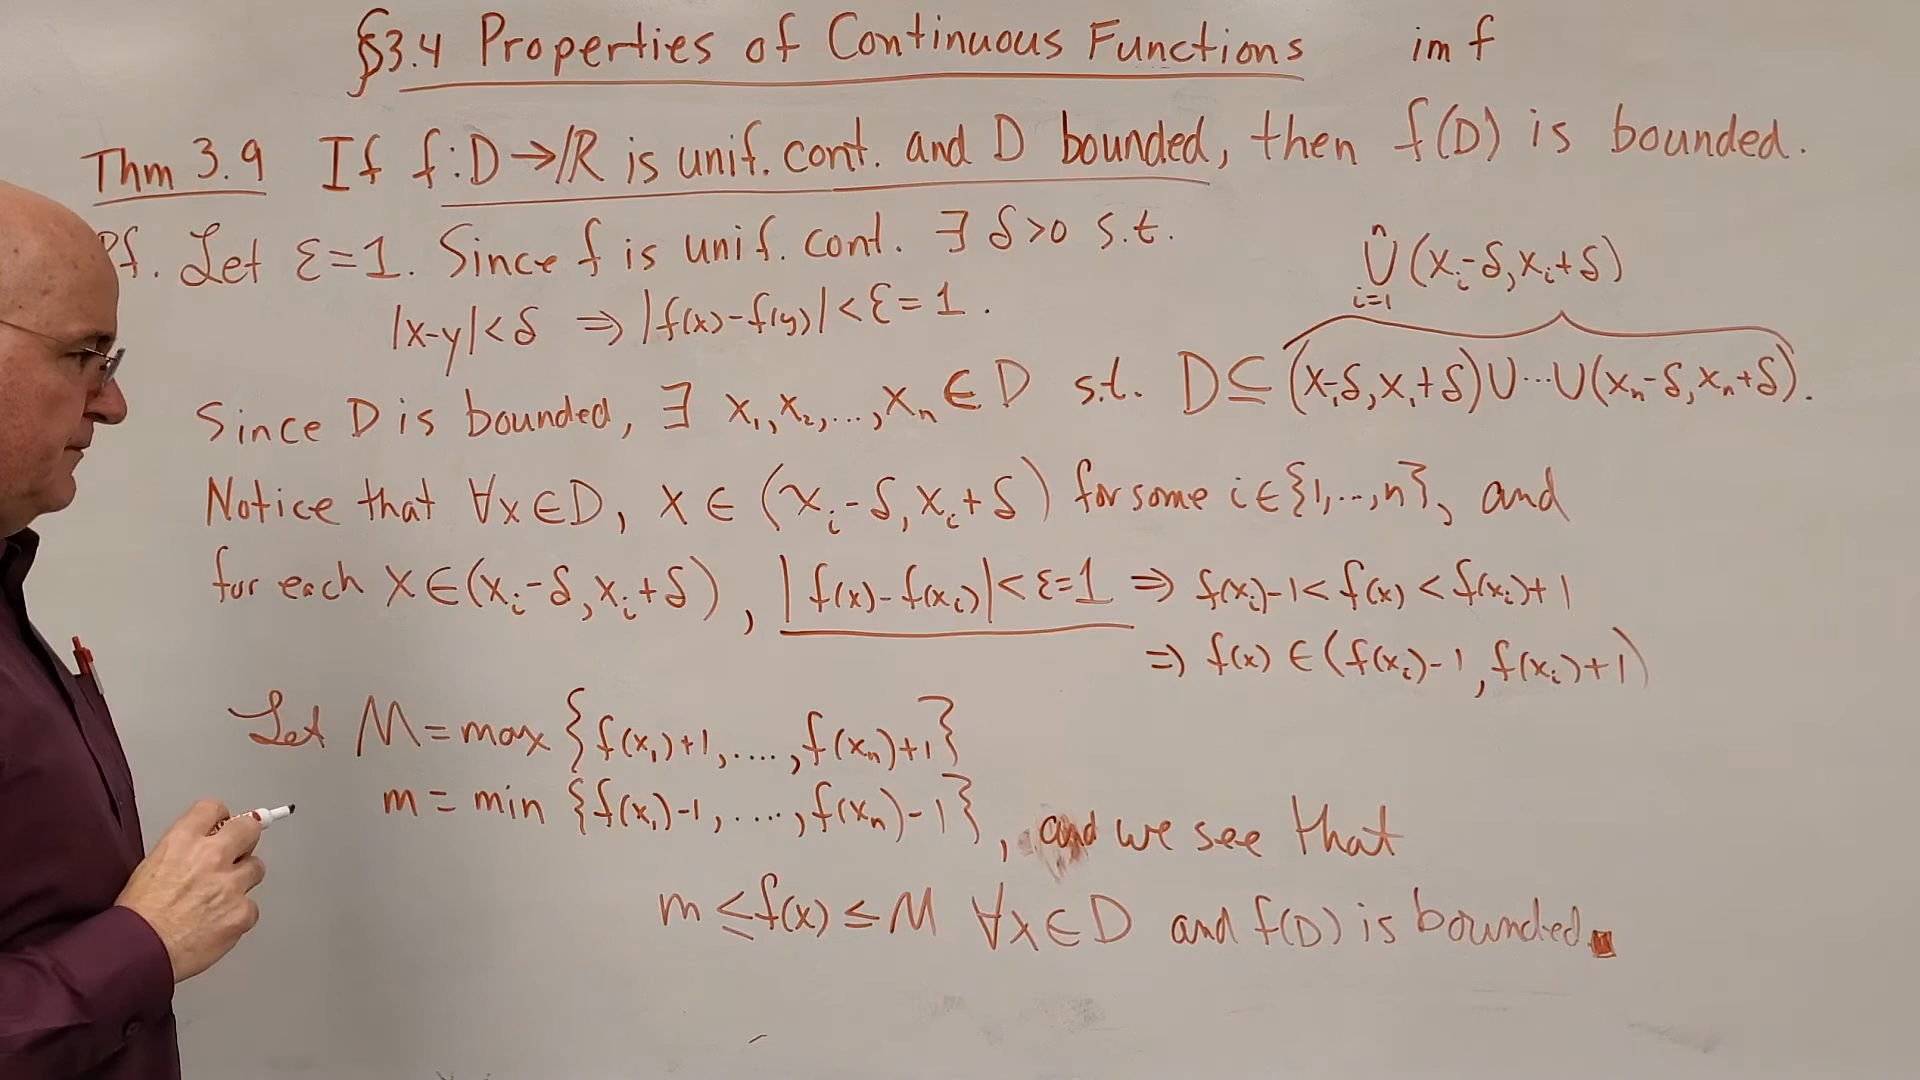 §3.4 Properties of Continuous Functions im f
Thm 3.9 If f:D→ℝ is unif. cont. and D bounded, then f(D) is bounded.
Pf. Let ε=1. Since f is unif. cont. ∃ δ>0 s.t.
|x-y|<δ ⇒ |f(x)-f(y)|<ε=1.
n
∪ (xᵢ-δ, xᵢ+δ)
i=1
Since D is bounded, ∃ x₁, x₂, ..., xₙ ∈ D s.t. D ⊆ (x₁-δ, x₁+δ)∪···∪(xₙ-δ, xₙ+δ).
Notice that ∀x∈D, x ∈ (xᵢ-δ, xᵢ+δ) for some i∈{1,...,n}, and
for each x∈(xᵢ-δ, xᵢ+δ), |f(x)-f(xᵢ)|<ε=1 ⇒ f(xᵢ)-1<f(x)<f(xᵢ)+1
⇒ f(x) ∈ (f(xᵢ)-1, f(xᵢ)+1)
Let M = max {f(x₁)+1, ...., f(xₙ)+1}
m = min {f(x₁)-1, ...., f(xₙ)-1}, and we see that
m ≤ f(x) ≤ M ∀x∈D and f(D) is bounded.■